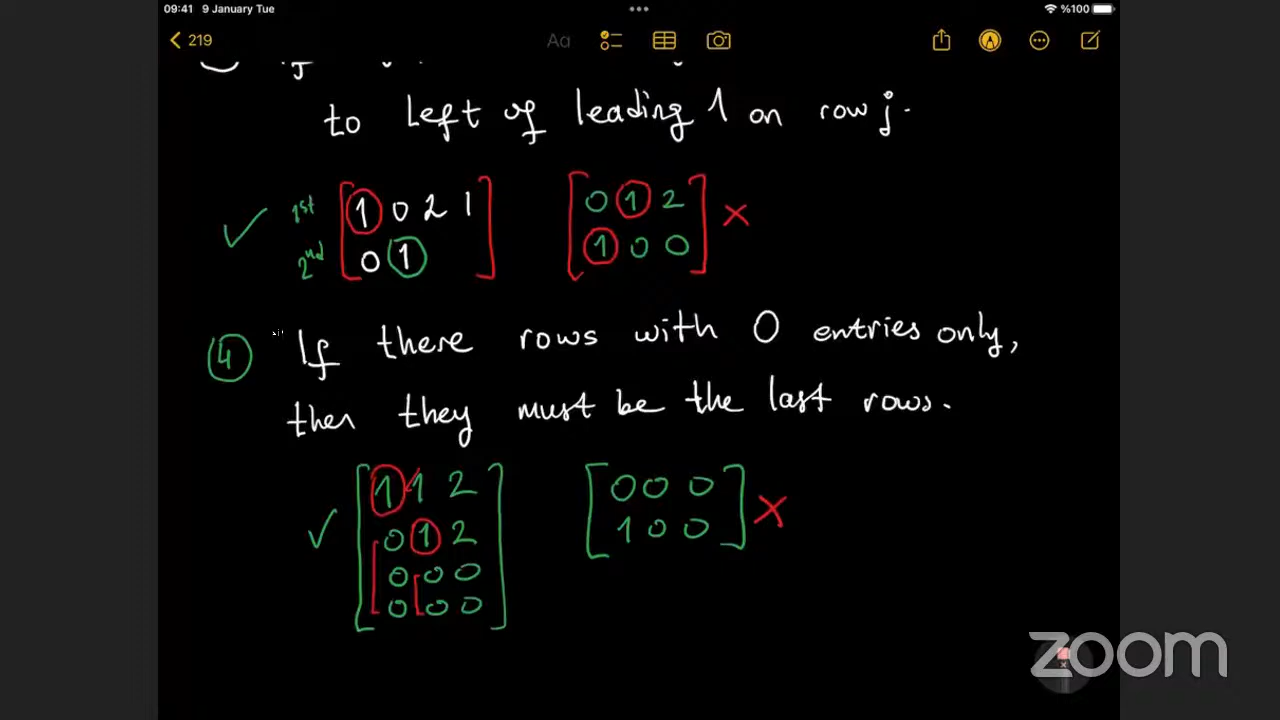 09:41 9 January Tue
%100
219
Aa
to left of leading 1 on row j.
1st 1 0 2 1
2nd 0 1
0 1 2
1 0 0
4 If there rows with 0 entries only,
then they must be the last rows.
1 1 2
0 1 2
0 0 0
0 0 0
0 0 0
1 0 0
zoom